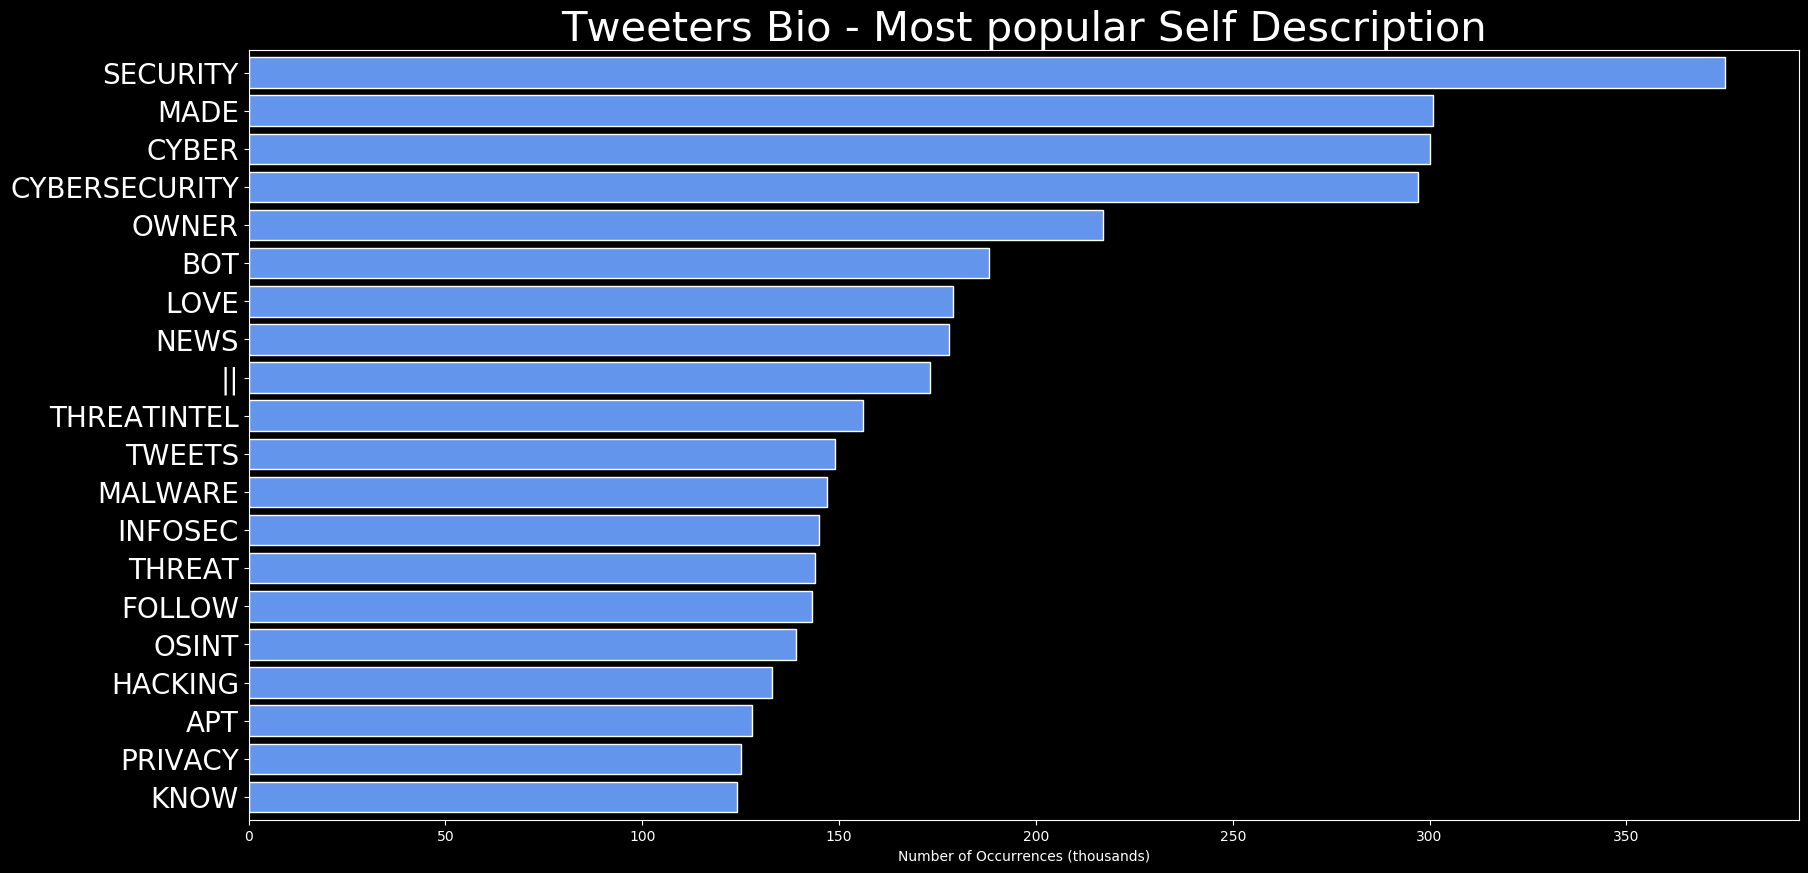 Tweeters Bio - Most popular Self Description
SECURITY
MADE
CYBER
CYBERSECURITY
OWNER
BOT
LOVE
NEWS
||
THREATINTEL
TWEETS
MALWARE
INFOSEC
THREAT
FOLLOW
OSINT
HACKING
APT
PRIVACY
KNOW
0 50 100 150 200 250 300 350
Number of Occurrences (thousands)